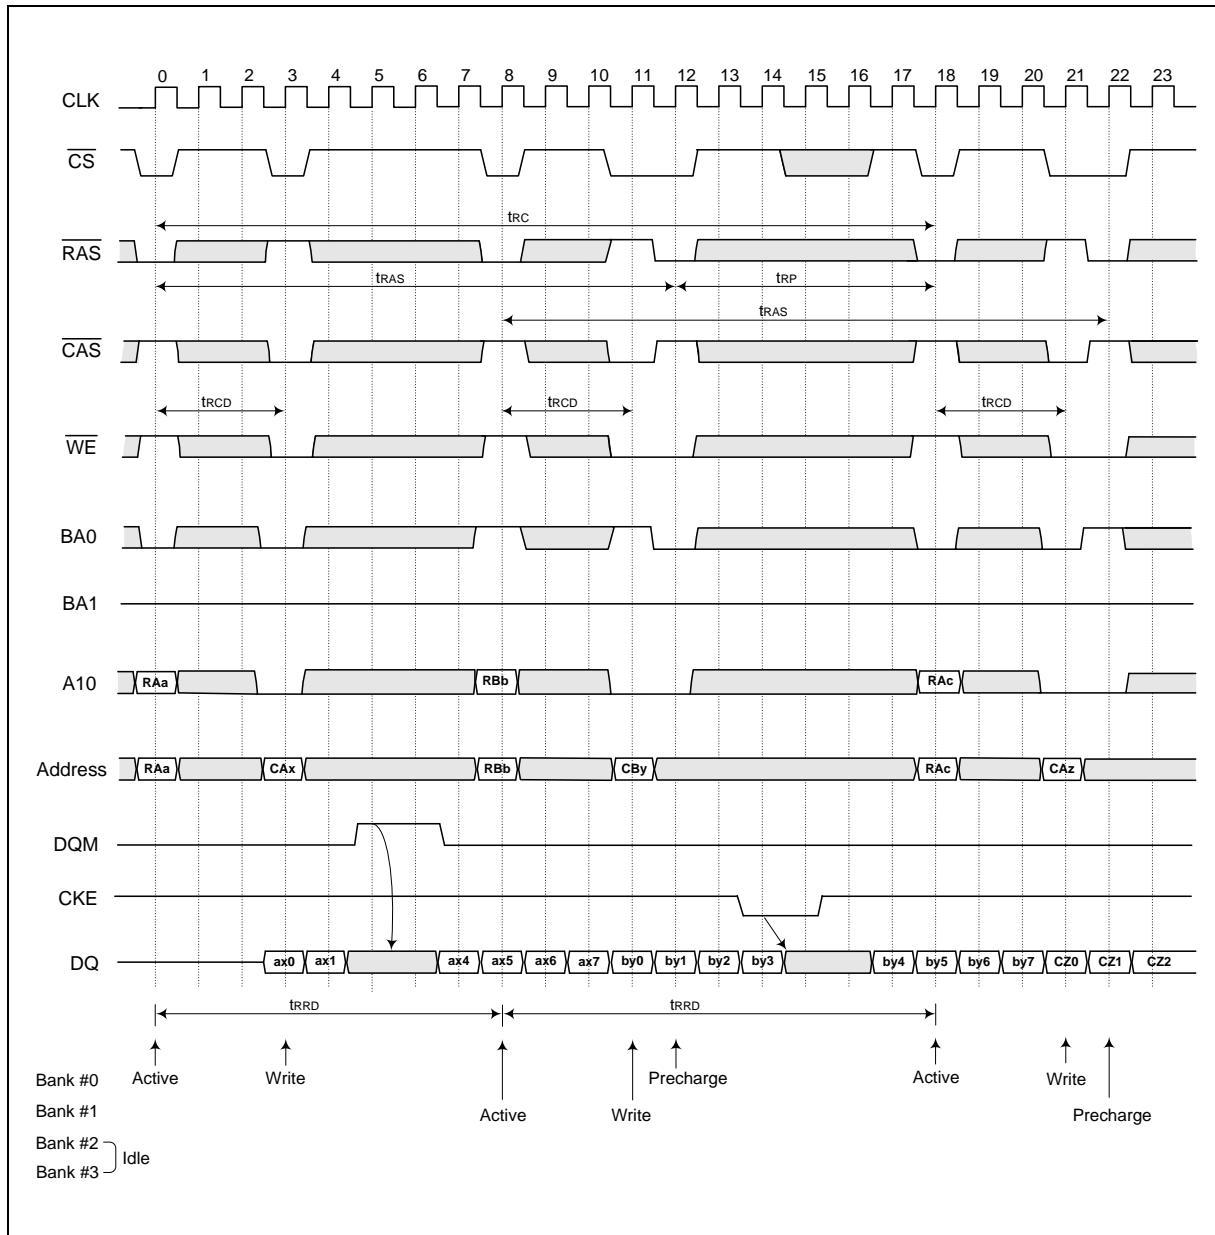 0 1 2 3 4 5 6 7 8 9 10 11 12 13 14 15 16 17 18 19 20 21 22 23
CLK
CS
tRC
RAS
tRAS tRP
tRAS
CAS
tRCD tRCD tRCD
WE
BA0
BA1
A10 RAa RBb RAc
Address RAa CAx RBb CBy RAc CAz
DQM
CKE
DQ ax0 ax1 ax4 ax5 ax6 ax7 by0 by1 by2 by3 by4 by5 by6 by7 CZ0 CZ1 CZ2
tRRD tRRD
Bank #0 Active Write Precharge Active Write
Bank #1 Active Write Precharge
Bank #2
Idle
Bank #3